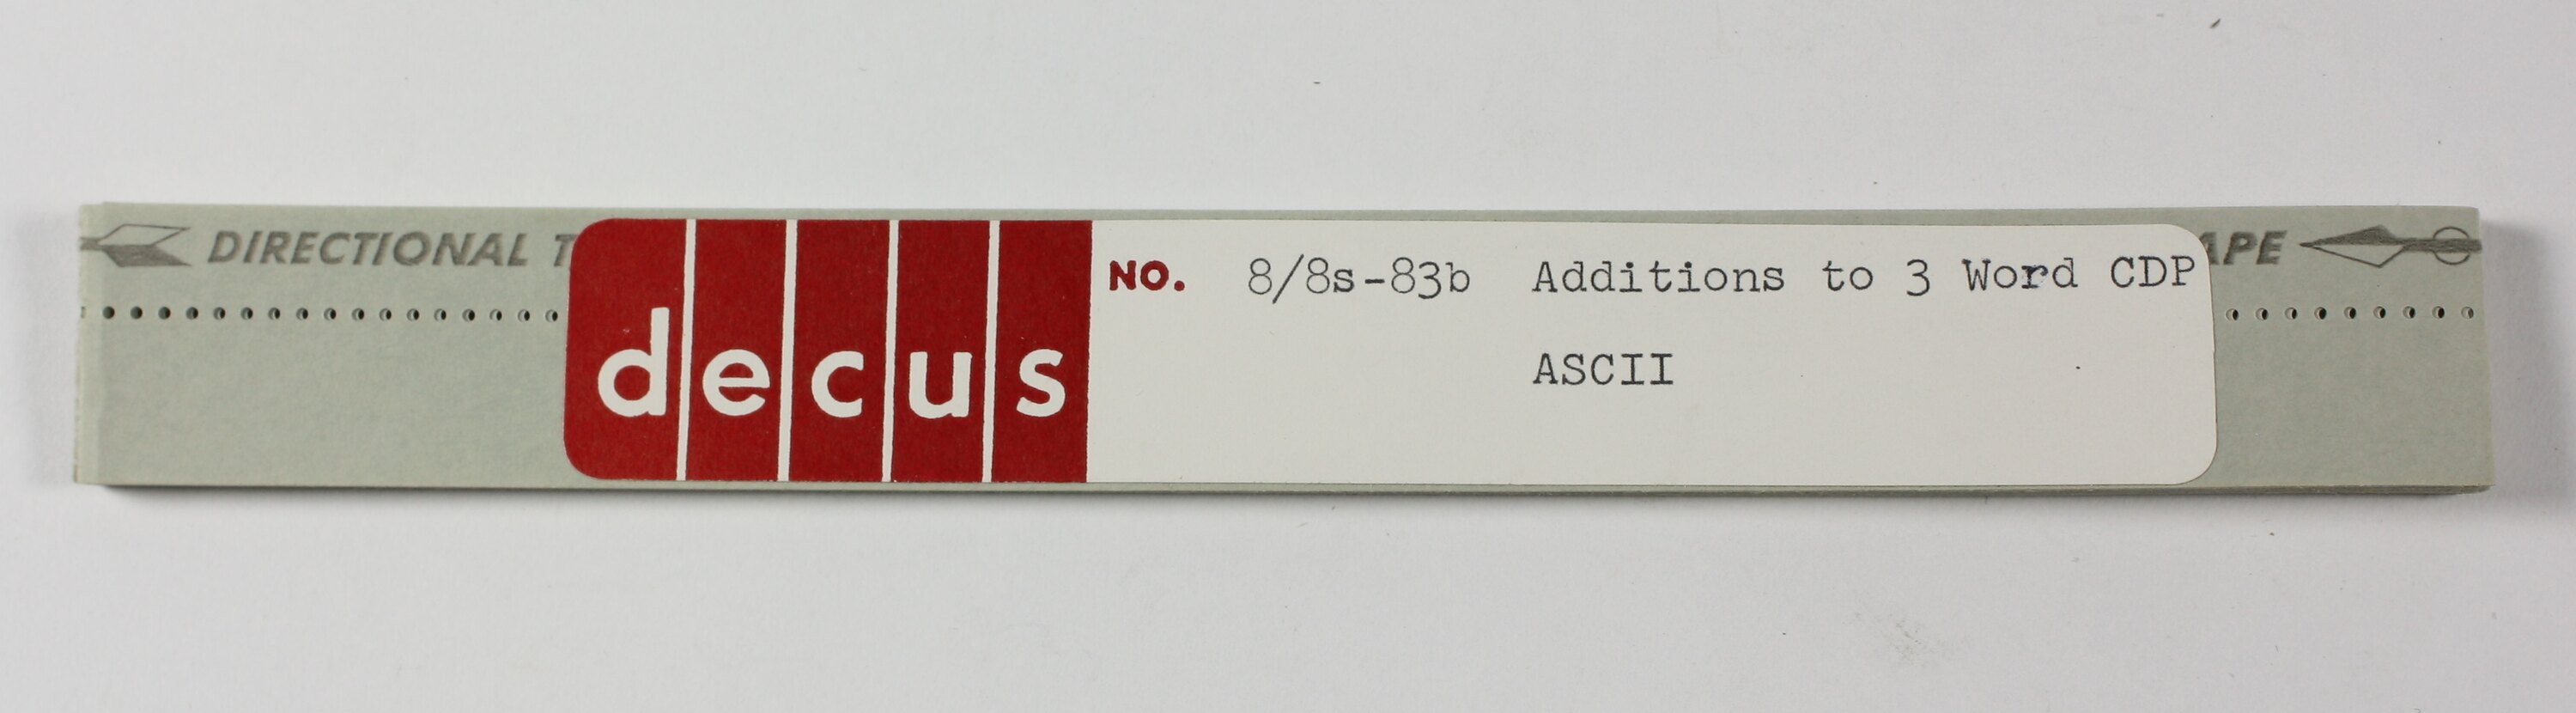 DIRECTIONAL T
APE
decus
NO. 8/8s-83b Additions to 3 Word CDP
ASCII